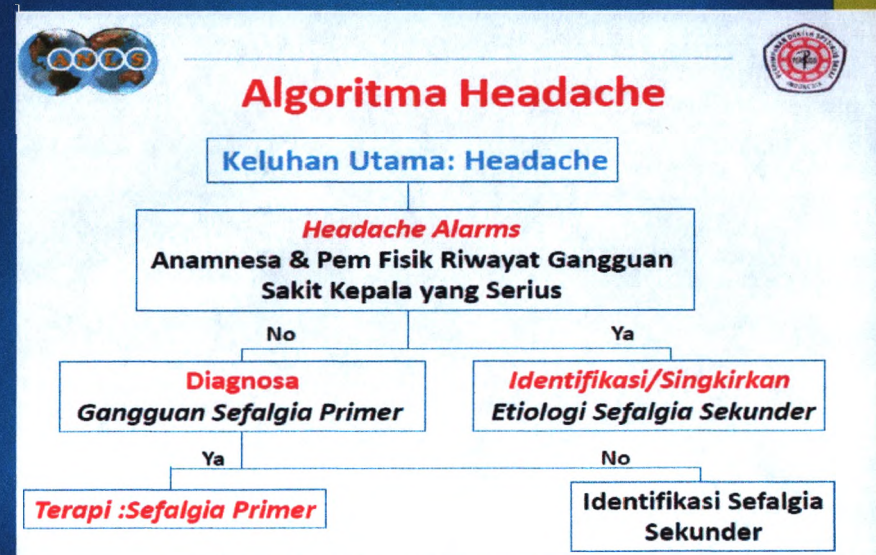 ANLS
Algoritma Headache
Keluhan Utama: Headache
Headache Alarms
Anamnesa & Pem Fisik Riwayat Gangguan
Sakit Kepala yang Serius
No
Ya
Diagnosa
Gangguan Sefalgia Primer
Identifikasi/Singkirkan
Etiologi Sefalgia Sekunder
Ya
No
Terapi :Sefalgia Primer
Identifikasi Sefalgia
Sekunder